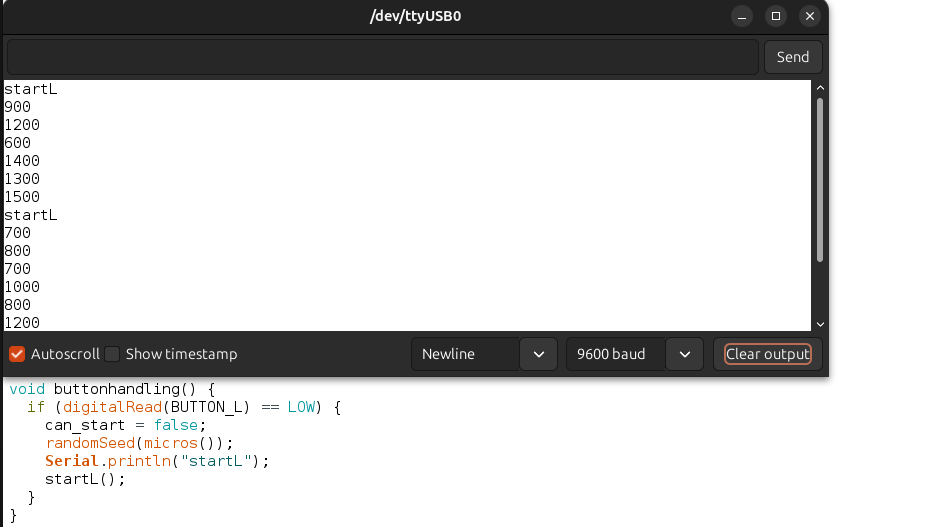 /dev/ttyUSB0
Send
startL
900
1200
600
1400
1300
1500
startL
700
800
700
1000
800
1200
Autoscroll Show timestamp Newline 9600 baud Clear output
void buttonhandling() {
  if (digitalRead(BUTTON_L) == LOW) {
    can_start = false;
    randomSeed(micros());
    Serial.println("startL");
    startL();
  }
}